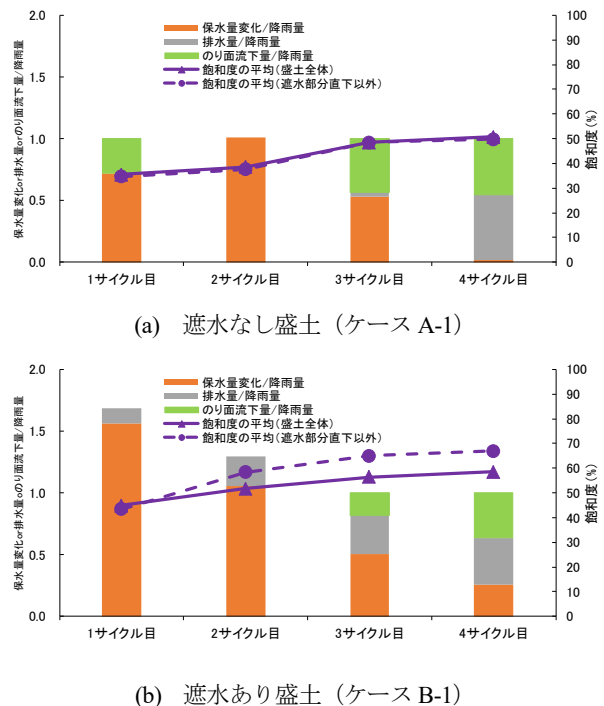 保水量変化/降雨量
排水量/降雨量
のり面流下量/降雨量
飽和度の平均(盛土全体)
飽和度の平均(遮水部分直下以外)
保水量変化or排水量orのり面流下量/降雨量
2.0
1.5
1.0
0.5
0.0
100
90
80
70
60
50
40
30
20
10
0
飽和度(%)
1サイクル目 2サイクル目 3サイクル目 4サイクル目
(a) 遮水なし盛土（ケース A-1）
保水量変化/降雨量
排水量/降雨量
のり面流下量/降雨量
飽和度の平均(盛土全体)
飽和度の平均(遮水部分直下以外)
保水量変化or排水量oのり面流下量/降雨量
2.0
1.5
1.0
0.5
0.0
100
90
80
70
60
50
40
30
20
10
0
飽和度(%)
1サイクル目 2サイクル目 3サイクル目 4サイクル目
(b) 遮水あり盛土（ケース B-1）